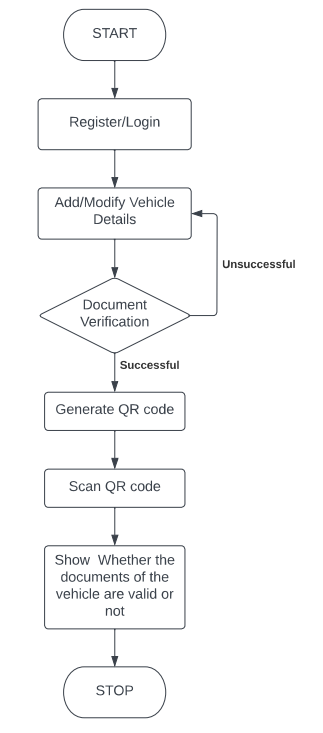 START
Register/Login
Add/Modify Vehicle
Details
Unsuccessful
Document
Verification
Successful
Generate QR code
Scan QR code
Show  Whether the
documents of the
vehicle are valid or
not
STOP